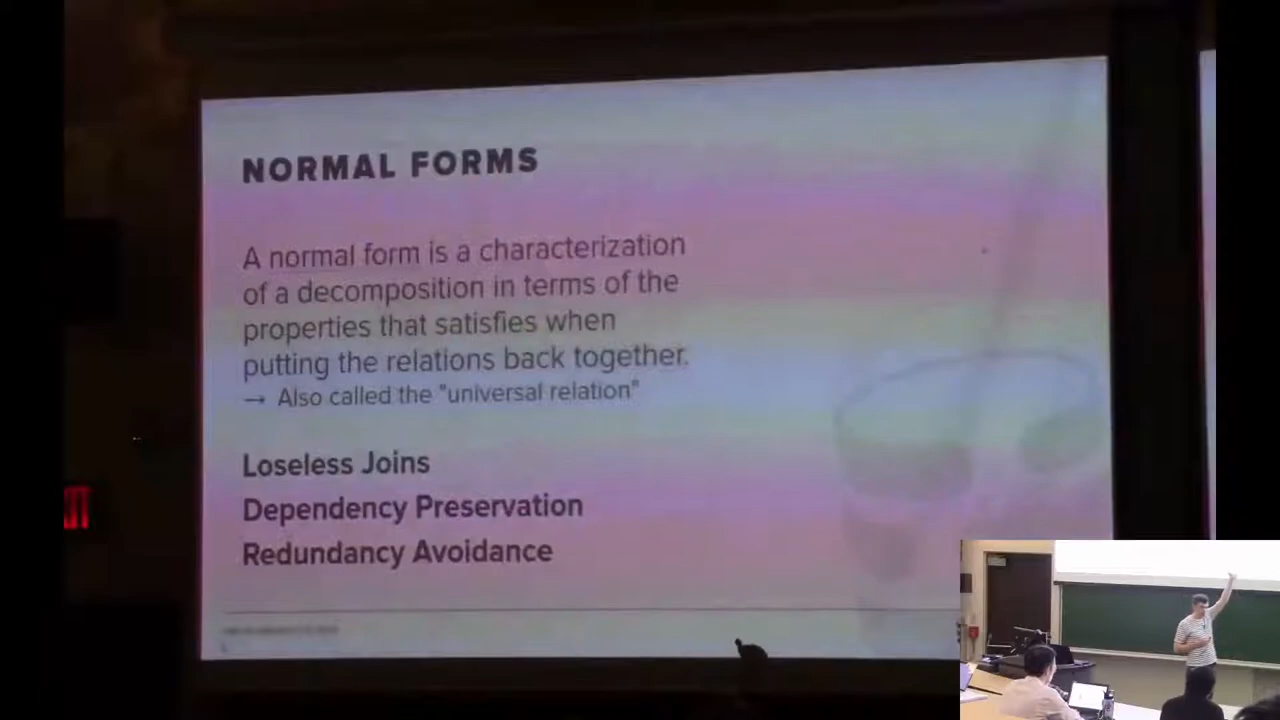 NORMAL FORMS
A normal form is a characterization
of a decomposition in terms of the
properties that satisfies when
putting the relations back together.
→ Also called the "universal relation"
Loseless Joins
Dependency Preservation
Redundancy Avoidance